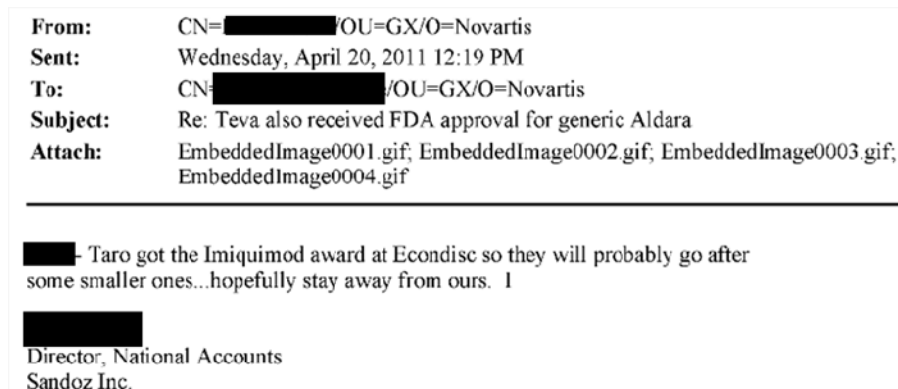 From: CN= /OU=GX/O=Novartis
Sent: Wednesday, April 20, 2011 12:19 PM
To: CN= /OU=GX/O=Novartis
Subject: Re: Teva also received FDA approval for generic Aldara
Attach: EmbeddedImage0001.gif; EmbeddedImage0002.gif; EmbeddedImage0003.gif;
EmbeddedImage0004.gif
- Taro got the Imiquimod award at Econdisc so they will probably go after
some smaller ones...hopefully stay away from ours. l
Director, National Accounts
Sandoz Inc.